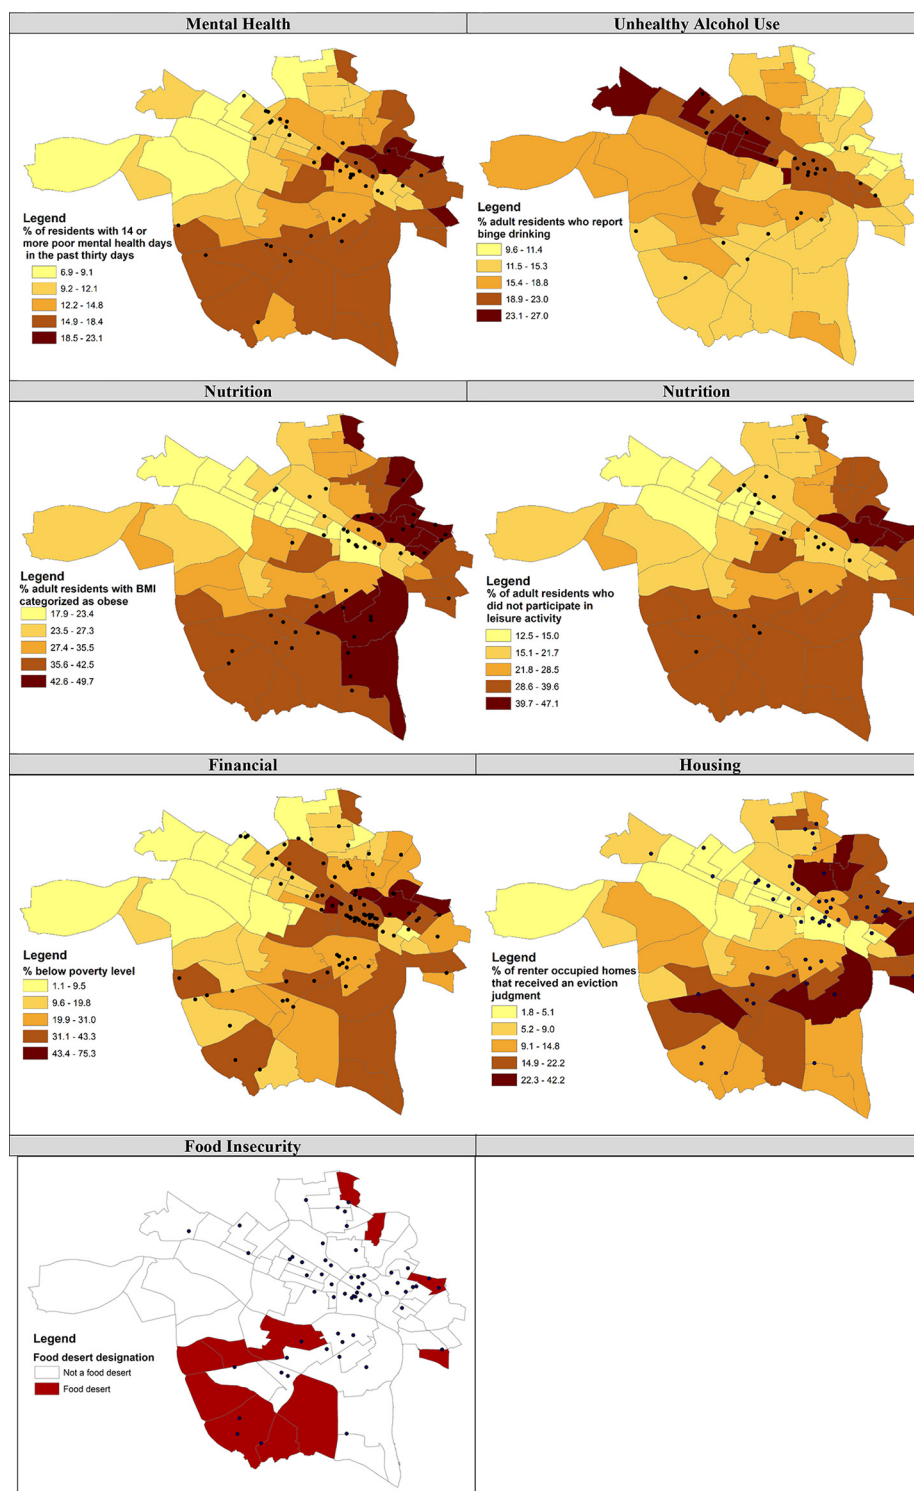 Mental Health
Unhealthy Alcohol Use
Legend
% of residents with 14 or
more poor mental health days
in the past thirty days
6.9 - 9.1
9.2 - 12.1
12.2 - 14.8
14.9 - 18.4
18.5 - 23.1
Legend
% adult residents who report
binge drinking
9.6 - 11.4
11.5 - 15.3
15.4 - 18.8
18.9 - 23.0
23.1 - 27.0
Nutrition
Nutrition
Legend
% adult residents with BMI
categorized as obese
17.9 - 23.4
23.5 - 27.3
27.4 - 35.5
35.6 - 42.5
42.6 - 49.7
Legend
% of adult residents who
did not participate in
leisure activity
12.5 - 15.0
15.1 - 21.7
21.8 - 28.5
28.6 - 39.6
39.7 - 47.1
Financial
Housing
Legend
% below poverty level
1.1 - 9.5
9.6 - 19.8
19.9 - 31.0
31.1 - 43.3
43.4 - 75.3
Legend
% of renter occupied homes
that received an eviction
judgment
1.8 - 5.1
5.2 - 9.0
9.1 - 14.8
14.9 - 22.2
22.3 - 42.2
Food Insecurity
Legend
Food desert designation
Not a food desert
Food desert